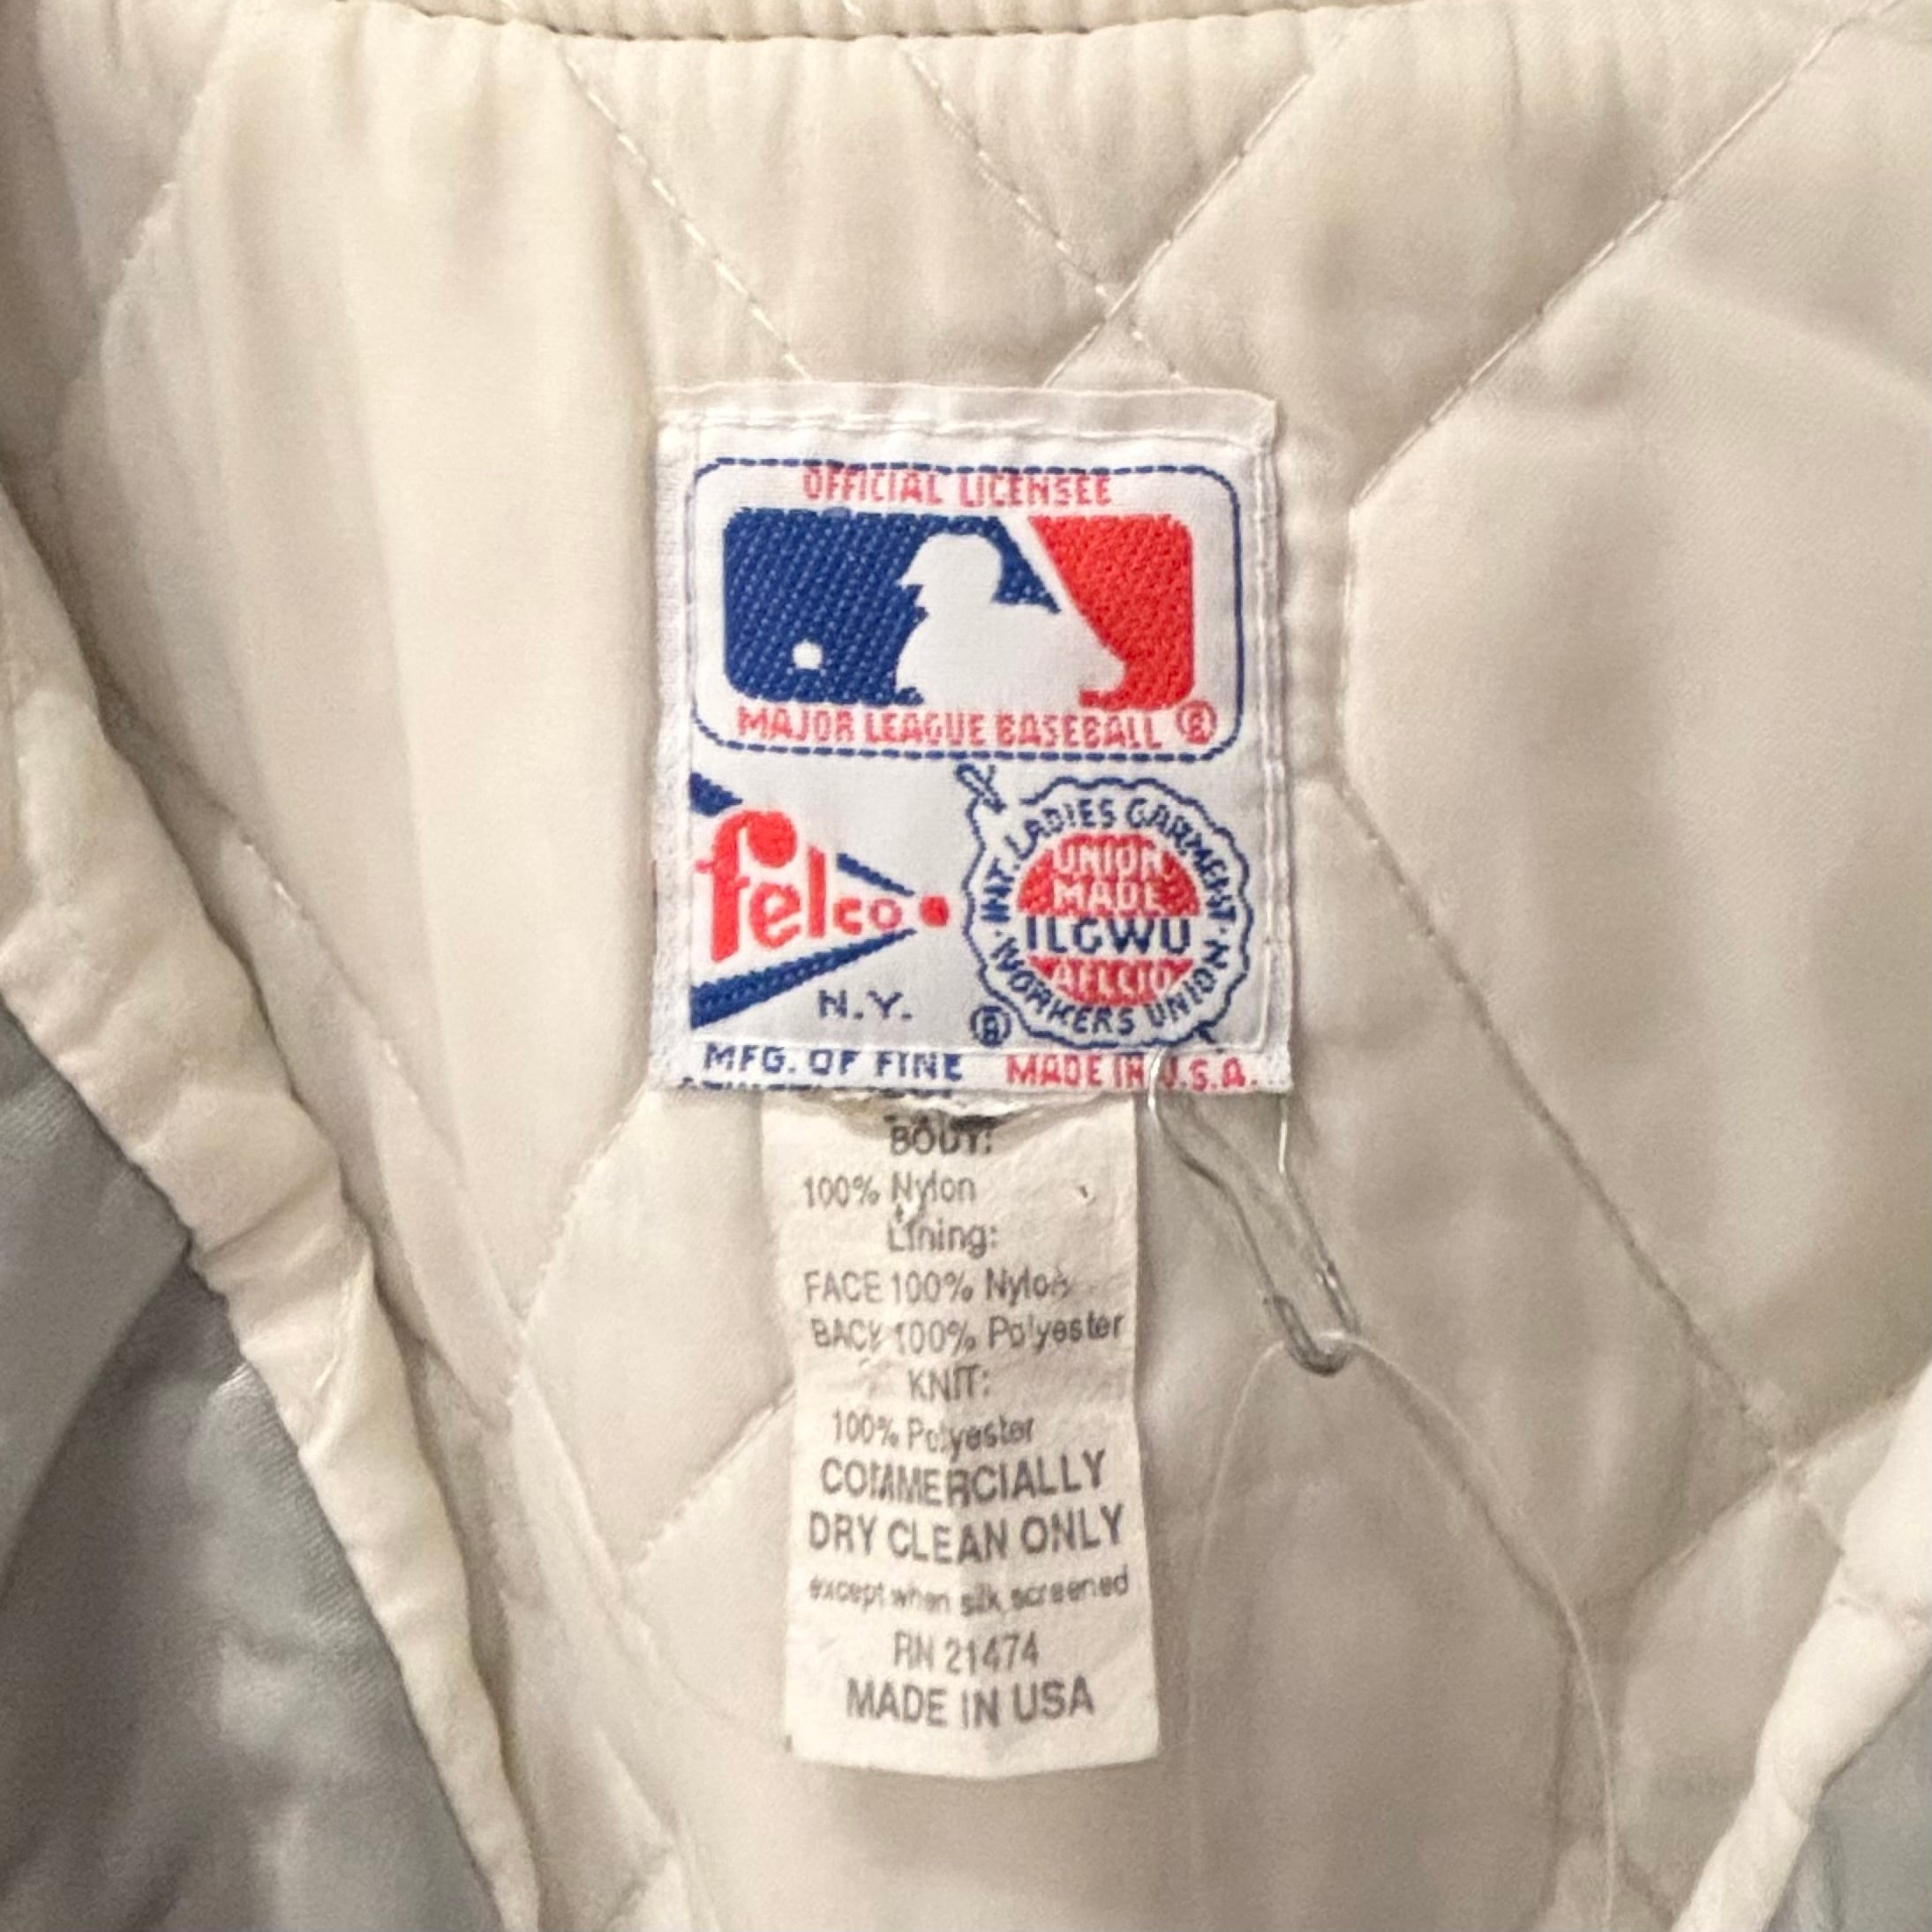 OFFICIAL LICENSEE
MAJOR LEAGUE BASEBALL ®
felco
N.Y.
INT. LADIES GARMENT
WORKERS UNION
UNION
MADE
ILGWU
AFLCIO
®
MFG. OF FINE
MADE IN U.S.A.
BODY:
100% Nylon
Lining:
FACE 100% Nylon
BACK 100% Polyester
KNIT:
100% Polyester
COMMERCIALLY
DRY CLEAN ONLY
except when silk screened
RN 21474
MADE IN USA